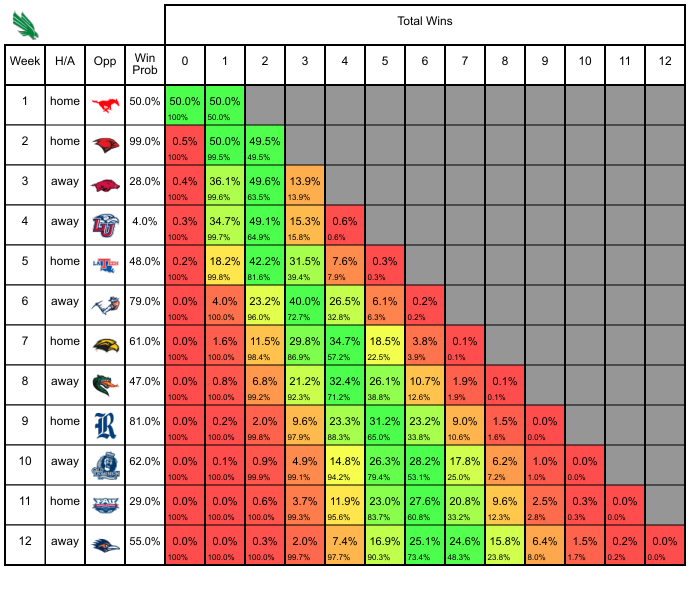 Total Wins
Week H/A Opp Win Prob 0 1 2 3 4 5 6 7 8 9 10 11 12
1 home 50.0% 50.0% 50.0%
100% 50.0%
2 home 99.0% 0.5% 50.0% 49.5%
100% 99.5% 49.5%
3 away 28.0% 0.4% 36.1% 49.6% 13.9%
100% 99.6% 63.5% 13.9%
4 away 4.0% 0.3% 34.7% 49.1% 15.3% 0.6%
100% 99.7% 64.9% 15.8% 0.6%
5 home LA TECH 48.0% 0.2% 18.2% 42.2% 31.5% 7.6% 0.3%
100% 99.8% 81.6% 39.4% 7.9% 0.3%
6 away 79.0% 0.0% 4.0% 23.2% 40.0% 26.5% 6.1% 0.2%
100% 100.0% 96.0% 72.7% 32.8% 6.3% 0.2%
7 home 61.0% 0.0% 1.6% 11.5% 29.8% 34.7% 18.5% 3.8% 0.1%
100% 100.0% 98.4% 86.9% 57.2% 22.5% 3.9% 0.1%
8 away 47.0% 0.0% 0.8% 6.8% 21.2% 32.4% 26.1% 10.7% 1.9% 0.1%
100% 100.0% 99.2% 92.3% 71.2% 38.8% 12.6% 1.9% 0.1%
9 home R 81.0% 0.0% 0.2% 2.0% 9.6% 23.3% 31.2% 23.2% 9.0% 1.5% 0.0%
100% 100.0% 99.8% 97.9% 88.3% 65.0% 33.8% 10.6% 1.6% 0.0%
10 away 62.0% 0.0% 0.1% 0.9% 4.9% 14.8% 26.3% 28.2% 17.8% 6.2% 1.0% 0.0%
100% 100.0% 99.9% 99.1% 94.2% 79.4% 53.1% 25.0% 7.2% 1.0% 0.0%
11 home FAU 29.0% 0.0% 0.0% 0.6% 3.7% 11.9% 23.0% 27.6% 20.8% 9.6% 2.5% 0.3% 0.0%
100% 100.0% 100.0% 99.3% 95.6% 83.7% 60.8% 33.2% 12.3% 2.8% 0.3% 0.0%
12 away 55.0% 0.0% 0.0% 0.3% 2.0% 7.4% 16.9% 25.1% 24.6% 15.8% 6.4% 1.5% 0.2% 0.0%
100% 100.0% 100.0% 99.7% 97.7% 90.3% 73.4% 48.3% 23.8% 8.0% 1.7% 0.2% 0.0%